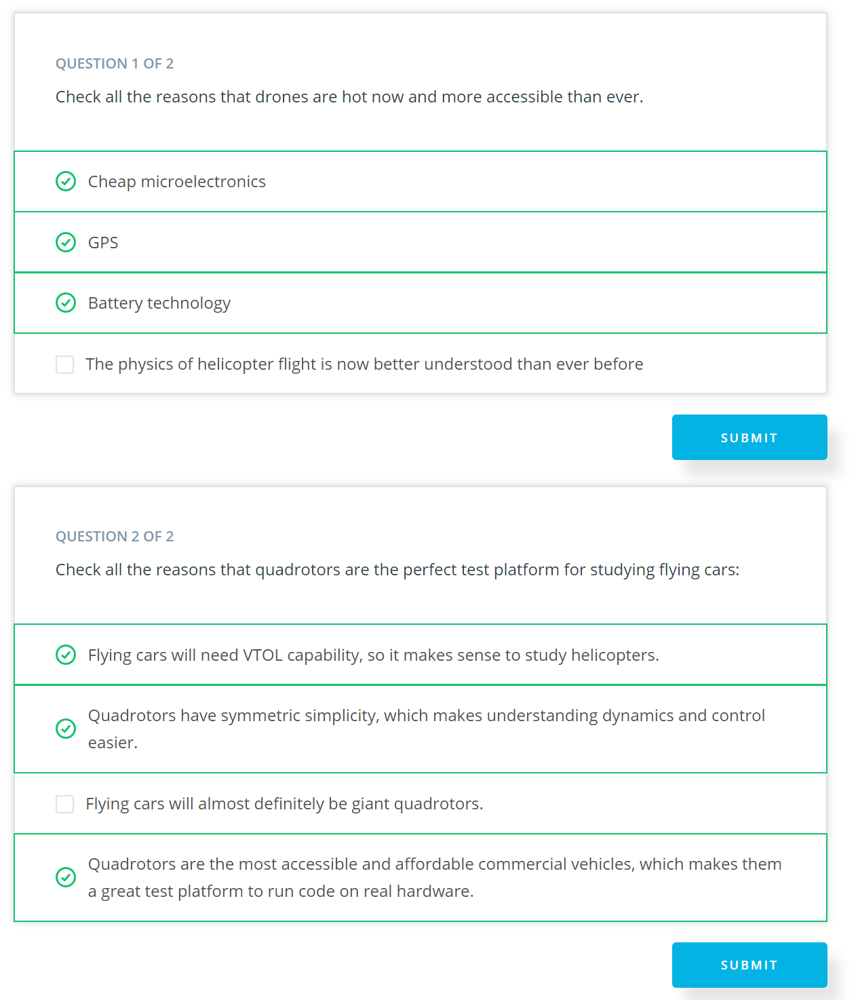 QUESTION 1 OF 2
Check all the reasons that drones are hot now and more accessible than ever.
Cheap microelectronics
GPS
Battery technology
The physics of helicopter flight is now better understood than ever before
SUBMIT
QUESTION 2 OF 2
Check all the reasons that quadrotors are the perfect test platform for studying flying cars:
Flying cars will need VTOL capability, so it makes sense to study helicopters.
Quadrotors have symmetric simplicity, which makes understanding dynamics and control
easier.
Flying cars will almost definitely be giant quadrotors.
Quadrotors are the most accessible and affordable commercial vehicles, which makes them
a great test platform to run code on real hardware.
SUBMIT